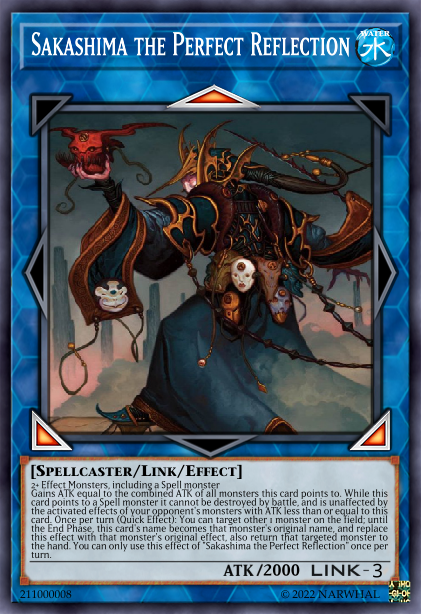 SAKASHIMA THE PERFECT REFLECTION
WATER
水
[SPELLCASTER/LINK/EFFECT]
2+ Effect Monsters, including a Spell monster
Gains ATK equal to the combined ATK of all monsters this card points to. While this
card points to a Spell monster it cannot be destroyed by battle, and is unaffected by
the activated effects of your opponent's monsters with ATK less than or equal to this
card. Once per turn (Quick Effect): You can target other 1 monster on the field; until
the End Phase, this card's name becomes that monster's original name, and replace
this effect with that monster's original effect, also return that targeted monster to
the hand. You can only use this effect of "Sakashima the Perfect Reflection" once per
turn.
ATK/2000 LINK-3
211000008
© 2022 NARWHAL